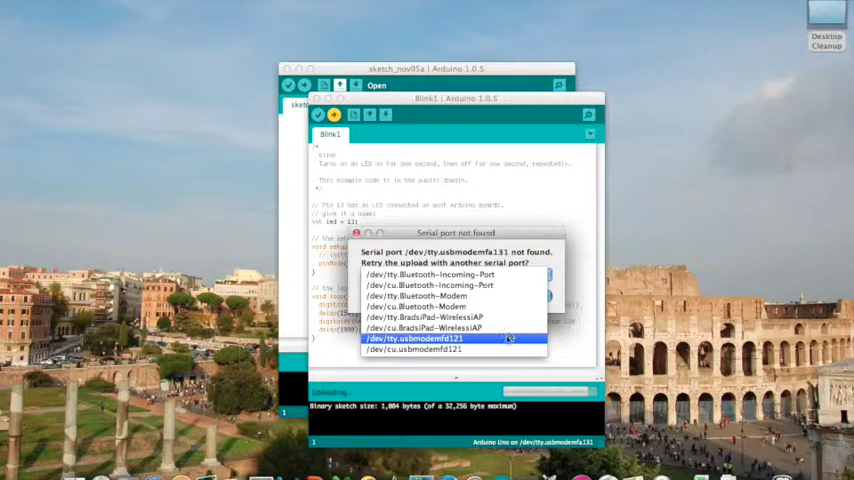 Desktop
Cleanup
sketch_nov05a | Arduino 1.0.5
Open
Blink1 | Arduino 1.0.5
Blink1
/*
Blink
Turns on an LED on for one second, then off for one second, repeatedly.
This example code is in the public domain.
*/
// Pin 13 has an LED connected on most Arduino boards.
// give it a name:
int led = 13;
Serial port not found
Serial port /dev/tty.usbmodemfa131 not found.
Retry the upload with another serial port?
/dev/tty.Bluetooth-Incoming-Port
/dev/cu.Bluetooth-Incoming-Port
/dev/tty.Bluetooth-Modem
/dev/cu.Bluetooth-Modem
/dev/tty.BradsiPad-WirelessiAP
/dev/cu.BradsiPad-WirelessiAP
/dev/tty.usbmodemfd121
/dev/cu.usbmodemfd121
// the
void
pinMode
}
// the
void loop
delay(
}
Uploading...
Binary sketch size: 1,084 bytes (of a 32,256 byte maximum)
1
1
Arduino Uno on /dev/tty.usbmodemfa131